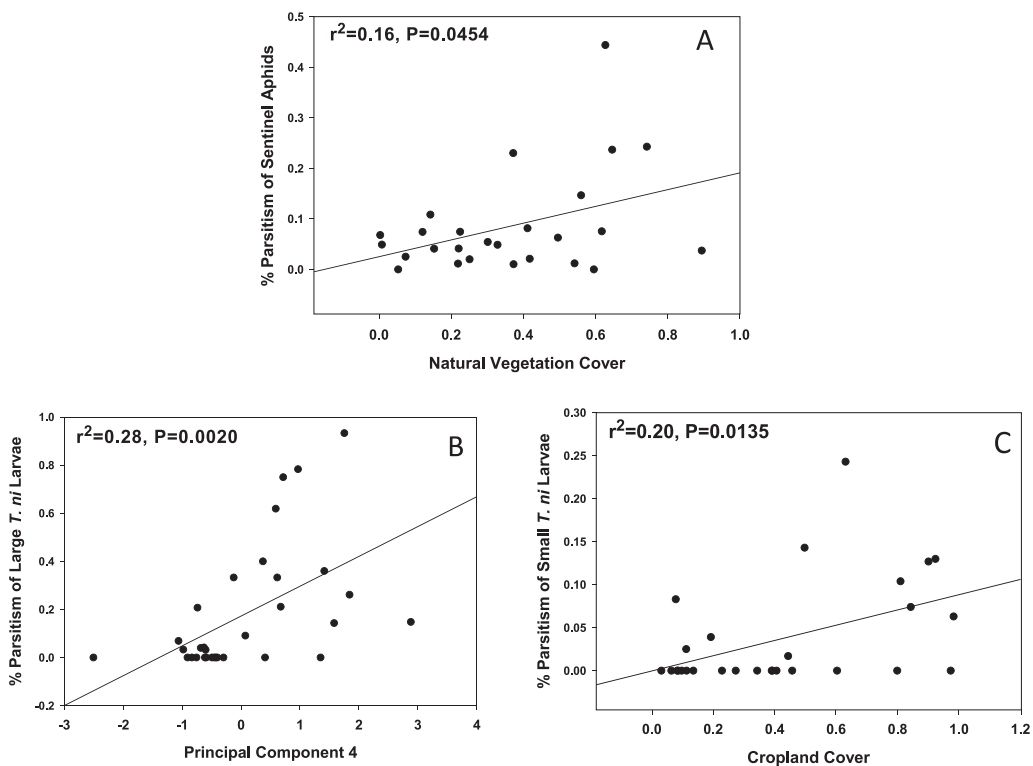 r²=0.16, P=0.0454
A
% Parsitism of Sentinel Aphids
0.5
0.4
0.3
0.2
0.1
0.0
0.0 0.2 0.4 0.6 0.8 1.0
Natural Vegetation Cover
r²=0.28, P=0.0020
B
% Parsitism of Large T. ni Larvae
1.0
0.8
0.6
0.4
0.2
0.0
-0.2
-3 -2 -1 0 1 2 3 4
Principal Component 4
r²=0.20, P=0.0135
C
% Parsitism of Small T. ni Larvae
0.30
0.25
0.20
0.15
0.10
0.05
0.00
0.0 0.2 0.4 0.6 0.8 1.0 1.2
Cropland Cover